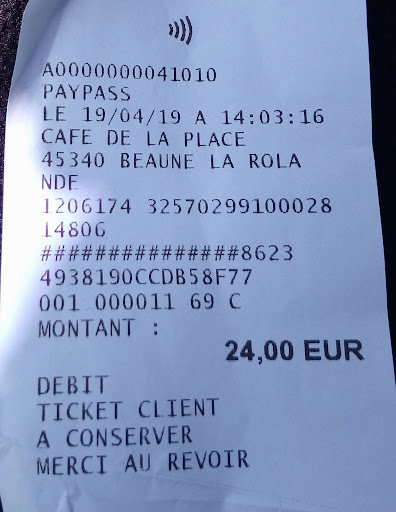 A0000000041010
PAYPASS
LE 19/04/19 A 14:03:16
CAFE DE LA PLACE
45340 BEAUNE LA ROLA
NDE
1206174 32570299100028
14806
###############8623
4938190CCDB58F77
001 000011 69 C
MONTANT :
24,00 EUR
DEBIT
TICKET CLIENT
A CONSERVER
MERCI AU REVOIR